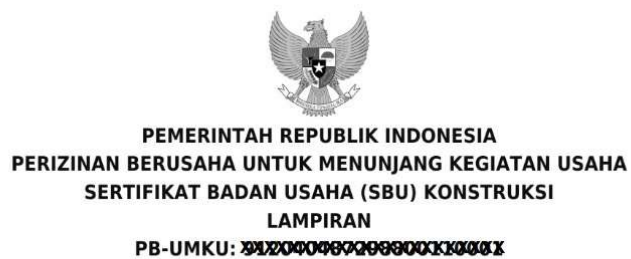 PEMERINTAH REPUBLIK INDONESIA
PERIZINAN BERUSAHA UNTUK MENUNJANG KEGIATAN USAHA
SERTIFIKAT BADAN USAHA (SBU) KONSTRUKSI
LAMPIRAN
PB-UMKU: